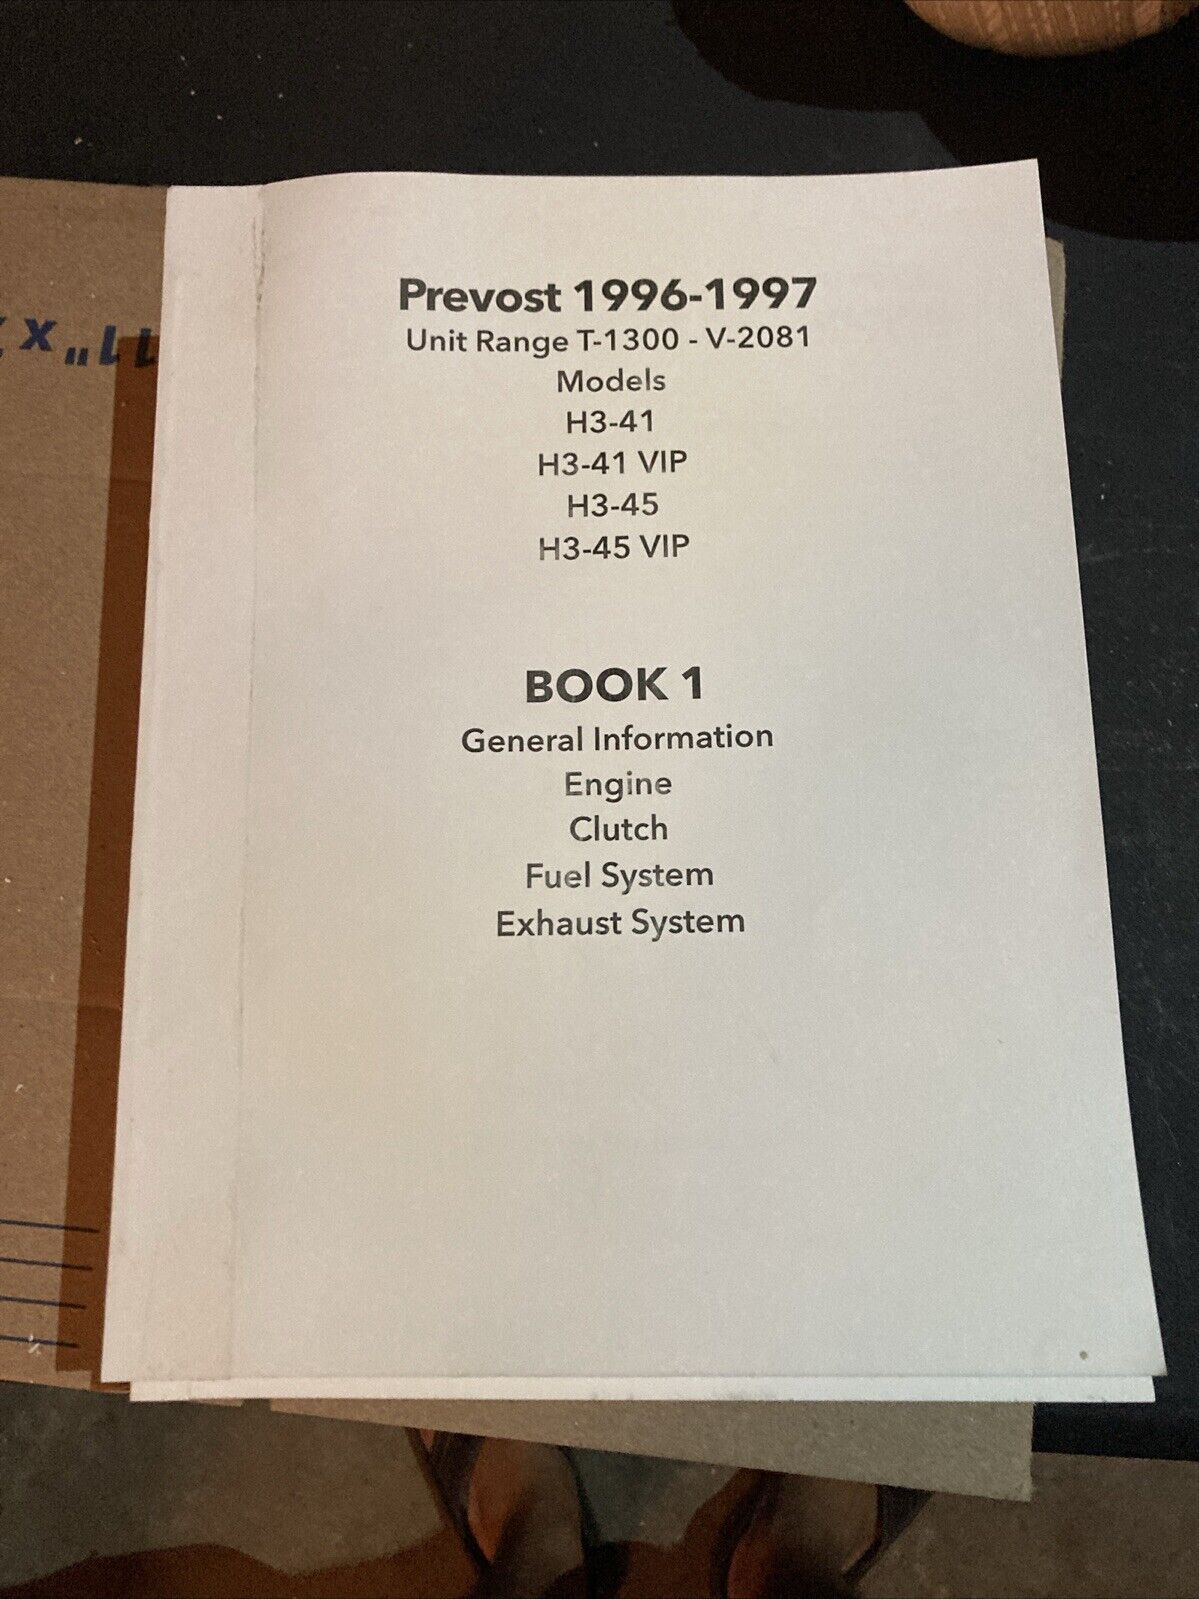 Prevost 1996-1997
Unit Range T-1300 - V-2081
Models
H3-41
H3-41 VIP
H3-45
H3-45 VIP
BOOK 1
General Information
Engine
Clutch
Fuel System
Exhaust System